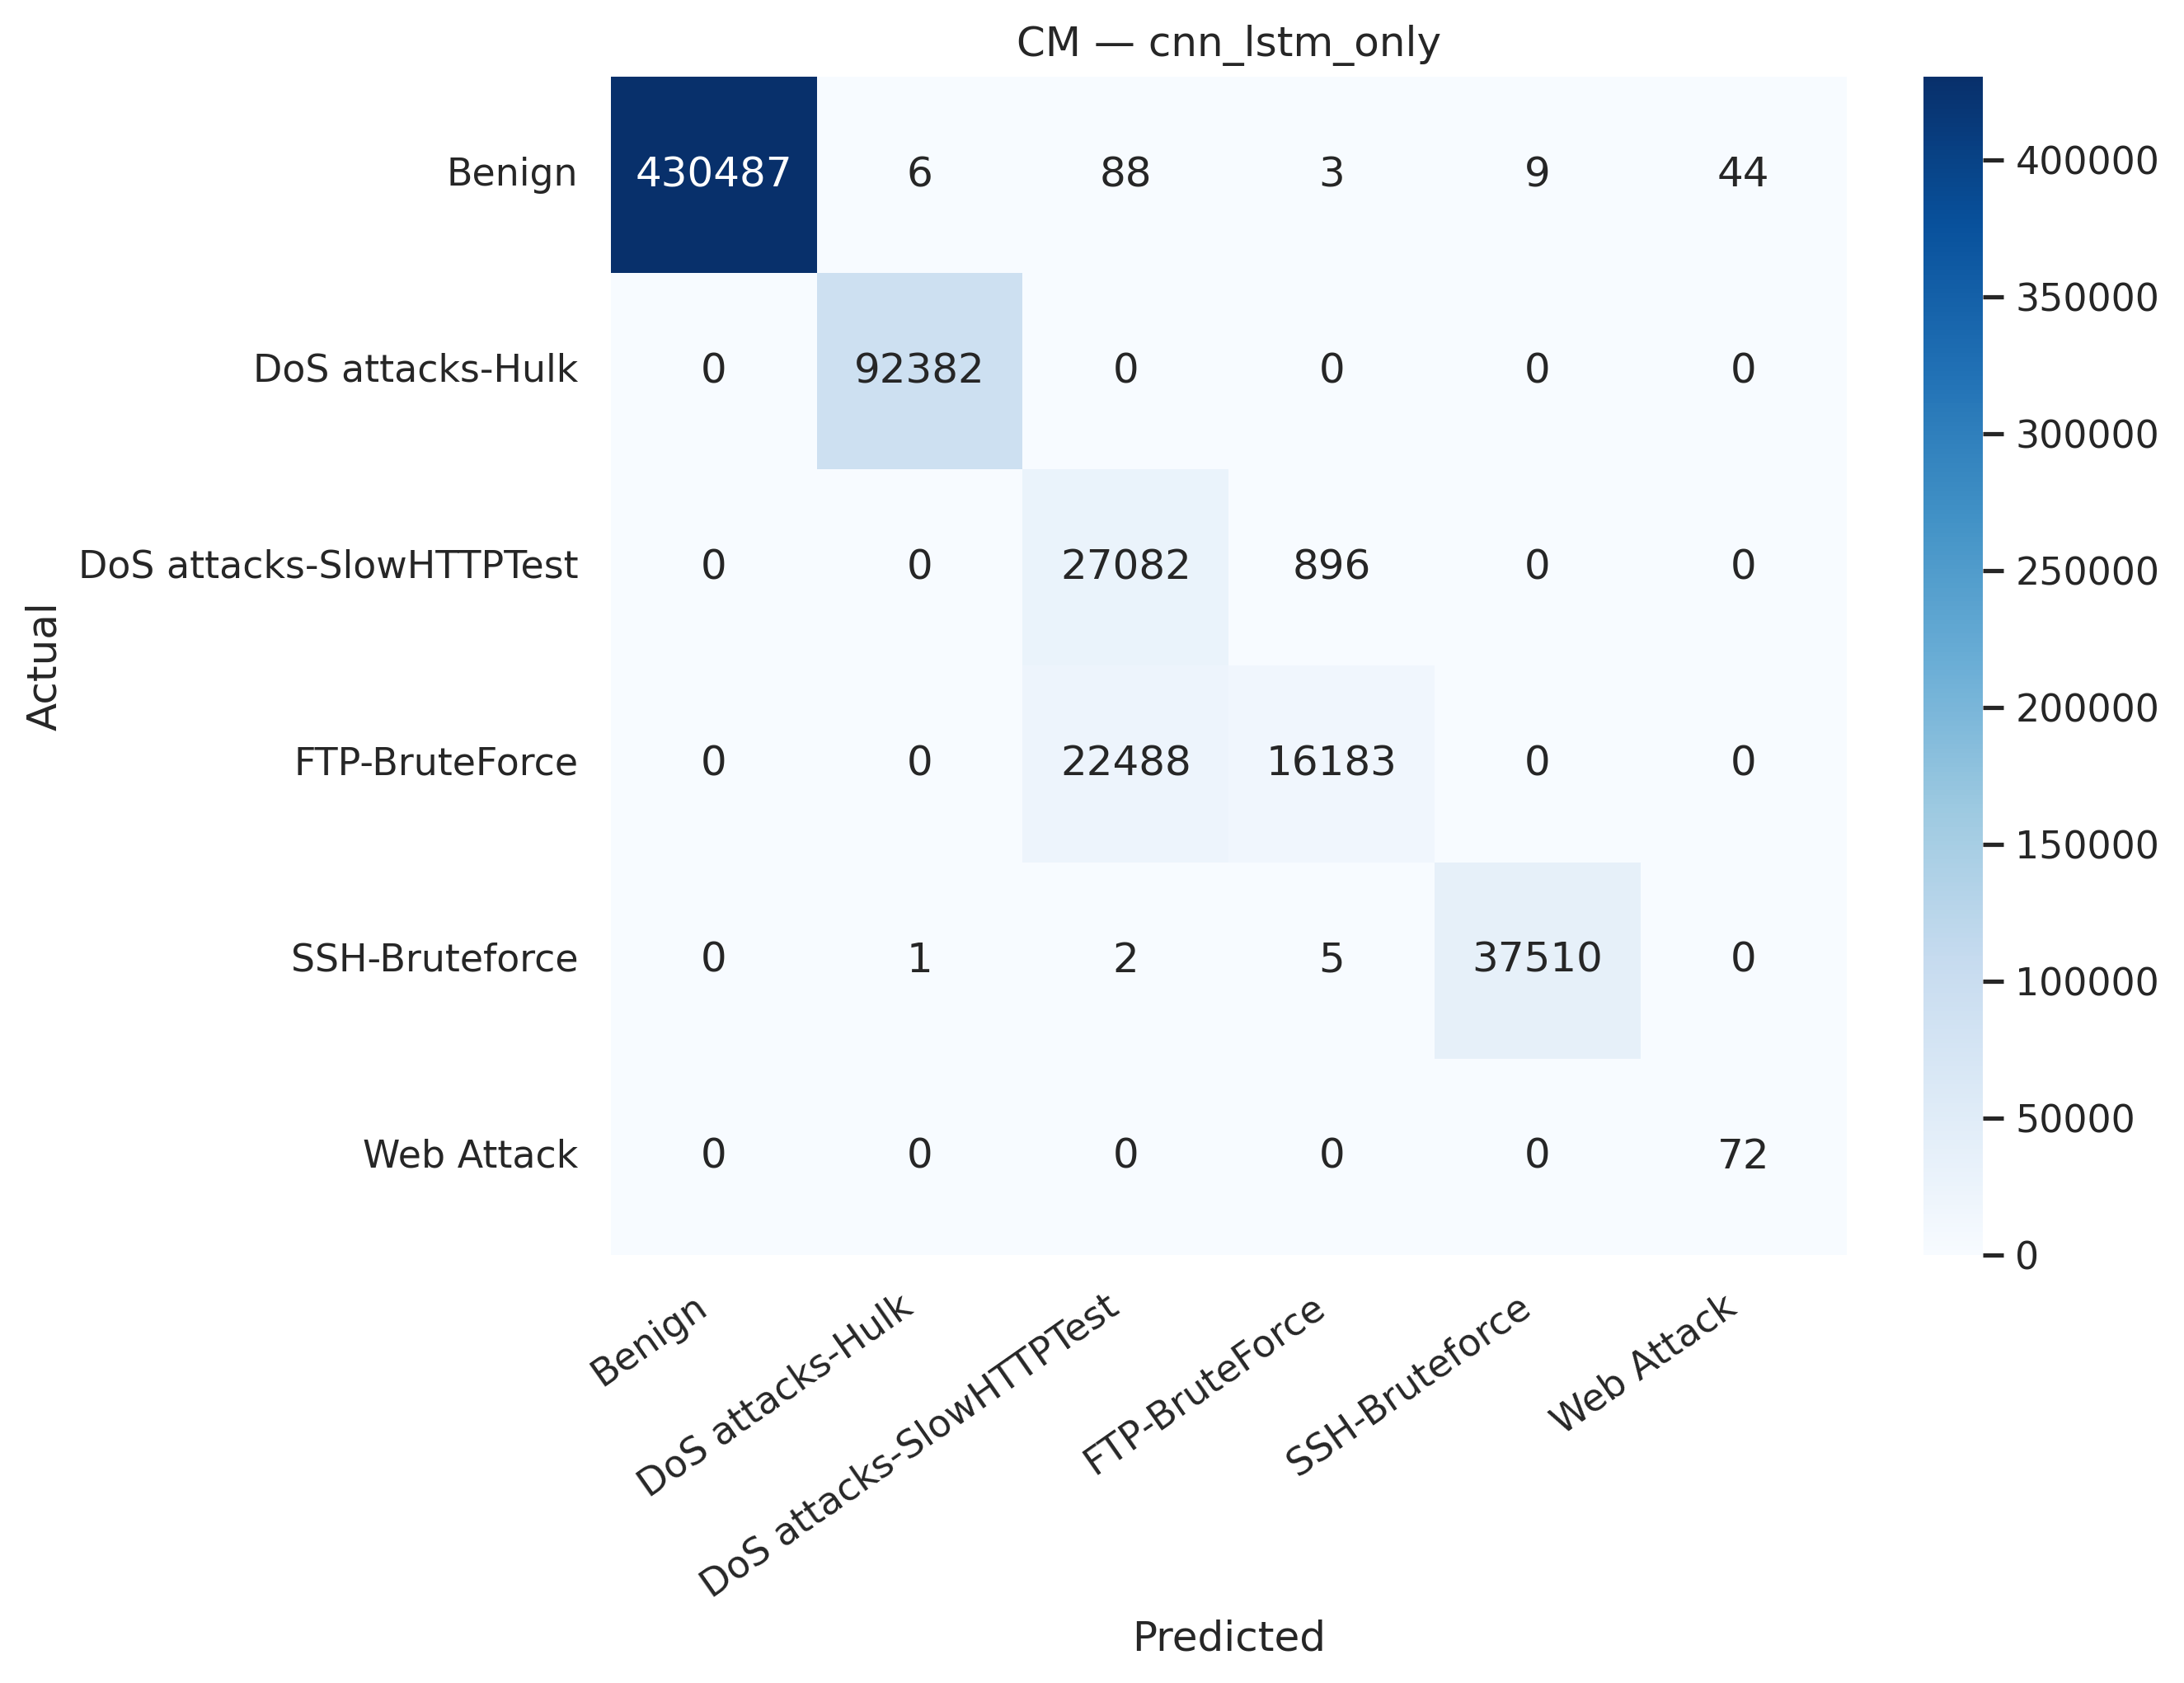 CM — cnn_lstm_only
Actual
Benign 430487 6 88 3 9 44
DoS attacks-Hulk 0 92382 0 0 0 0
DoS attacks-SlowHTTPTest 0 0 27082 896 0 0
FTP-BruteForce 0 0 22488 16183 0 0
SSH-Bruteforce 0 1 2 5 37510 0
Web Attack 0 0 0 0 0 72
Benign
DoS attacks-Hulk
DoS attacks-SlowHTTPTest
FTP-BruteForce
SSH-Bruteforce
Web Attack
Predicted
400000
350000
300000
250000
200000
150000
100000
50000
0